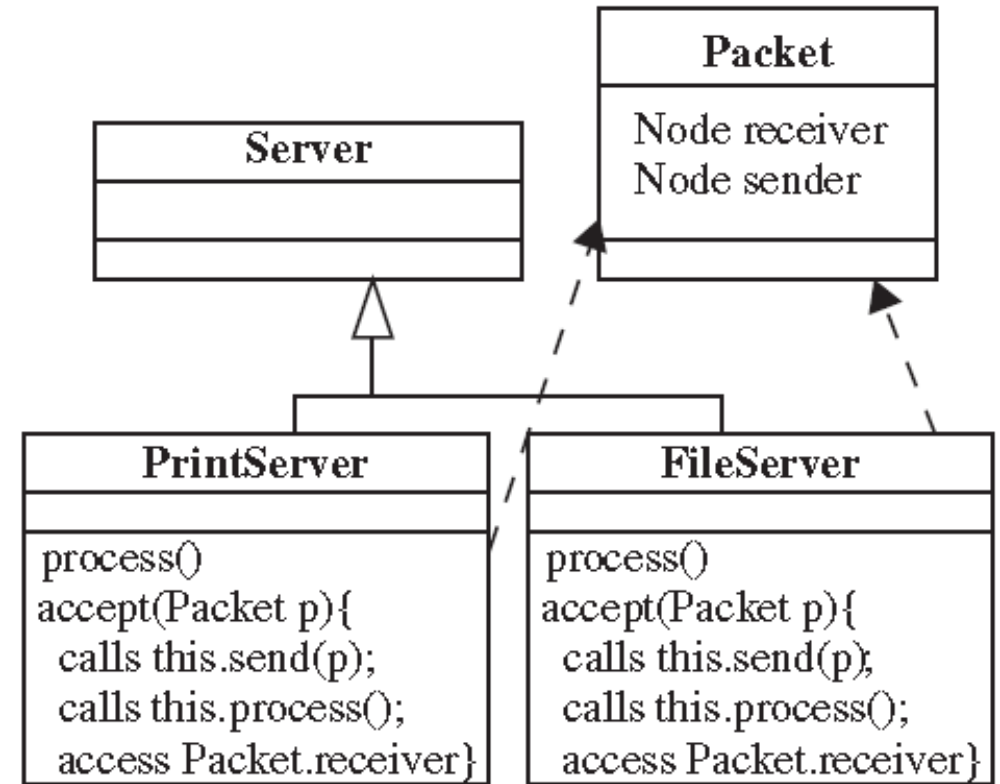 Packet
Node receiver
Node sender
Server
PrintServer
process()
accept(Packet p){
calls this.send(p);
calls this.process();
access Packet.receiver}
FileServer
process()
accept(Packet p){
calls this.send(p);
calls this.process();
access Packet.receiver}